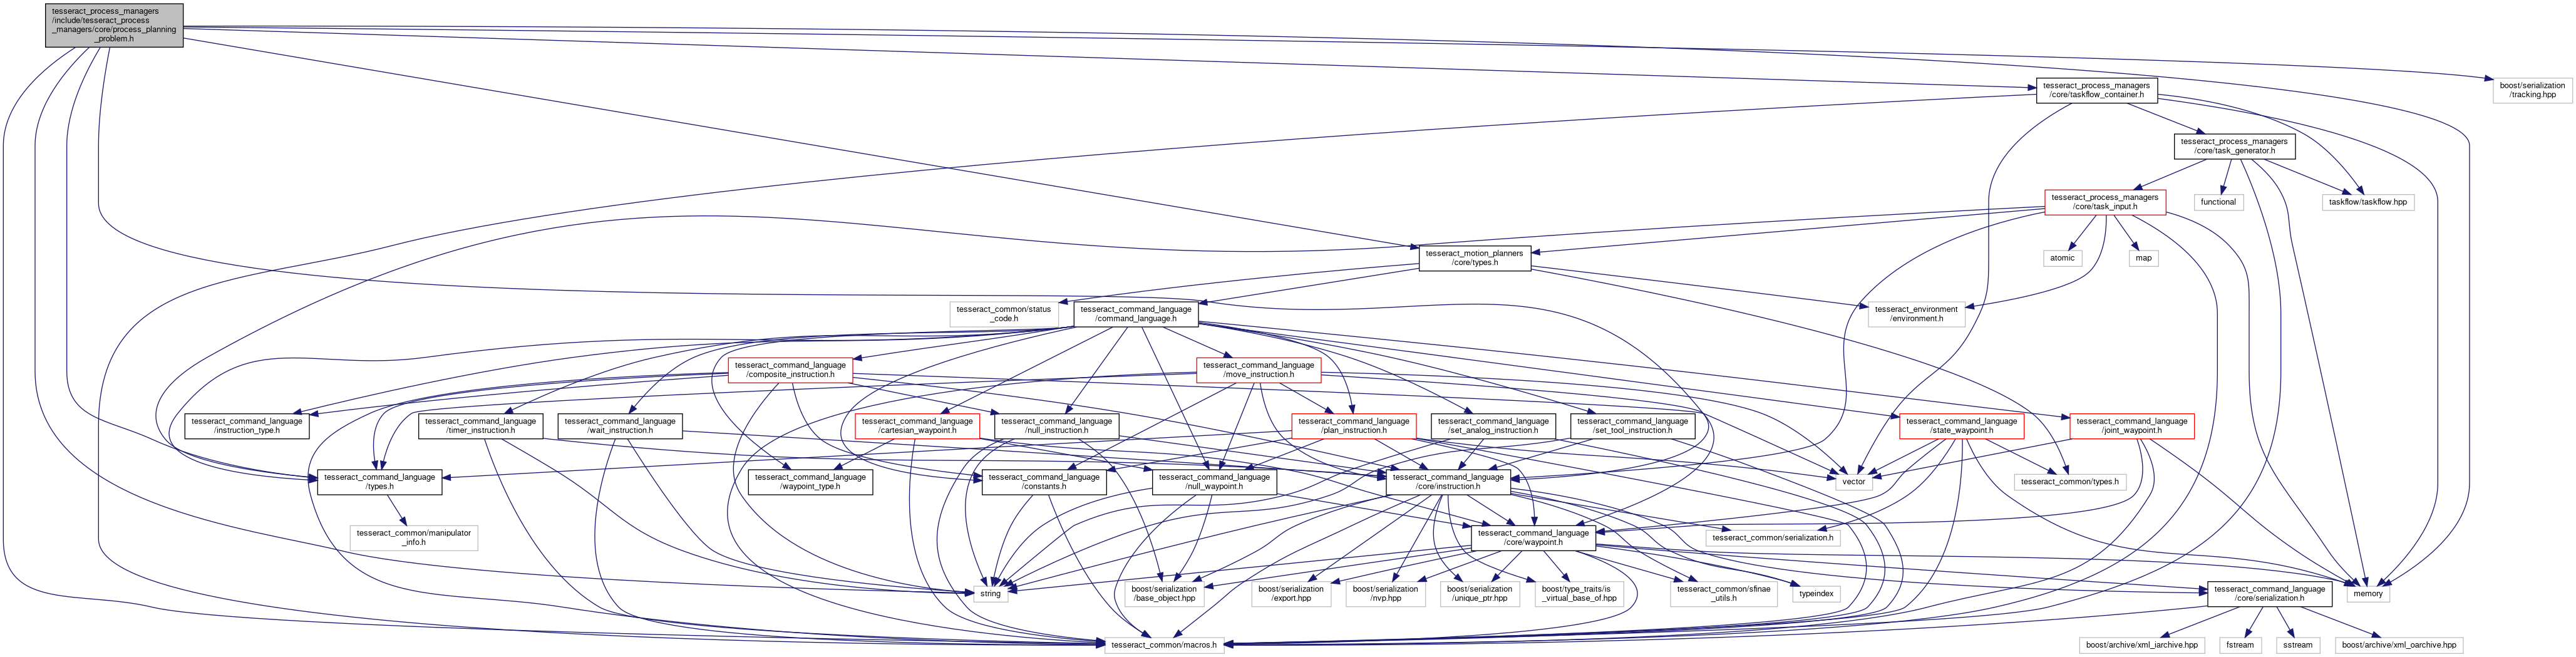 tesseract_process_managers
/include/tesseract_process
_managers/core/process_planning
_problem.h
tesseract_process_managers
/core/taskflow_container.h
boost/serialization
/tracking.hpp
tesseract_process_managers
/core/task_generator.h
tesseract_process_managers
/core/task_input.h
functional
taskflow/taskflow.hpp
tesseract_motion_planners
/core/types.h
atomic
map
tesseract_common/status
_code.h
tesseract_command_language
/command_language.h
tesseract_environment
/environment.h
tesseract_command_language
/composite_instruction.h
tesseract_command_language
/move_instruction.h
tesseract_command_language
/instruction_type.h
tesseract_command_language
/timer_instruction.h
tesseract_command_language
/wait_instruction.h
tesseract_command_language
/cartesian_waypoint.h
tesseract_command_language
/null_instruction.h
tesseract_command_language
/plan_instruction.h
tesseract_command_language
/set_analog_instruction.h
tesseract_command_language
/set_tool_instruction.h
tesseract_command_language
/state_waypoint.h
tesseract_command_language
/joint_waypoint.h
tesseract_command_language
/types.h
tesseract_command_language
/waypoint_type.h
tesseract_command_language
/constants.h
tesseract_command_language
/null_waypoint.h
tesseract_command_language
/core/instruction.h
vector
tesseract_common/types.h
tesseract_common/manipulator
_info.h
tesseract_command_language
/core/waypoint.h
tesseract_common/serialization.h
string
boost/serialization
/base_object.hpp
boost/serialization
/export.hpp
boost/serialization
/nvp.hpp
boost/serialization
/unique_ptr.hpp
boost/type_traits/is
_virtual_base_of.hpp
tesseract_common/sfinae
_utils.h
typeindex
tesseract_command_language
/core/serialization.h
memory
tesseract_common/macros.h
boost/archive/xml_iarchive.hpp
fstream
sstream
boost/archive/xml_oarchive.hpp